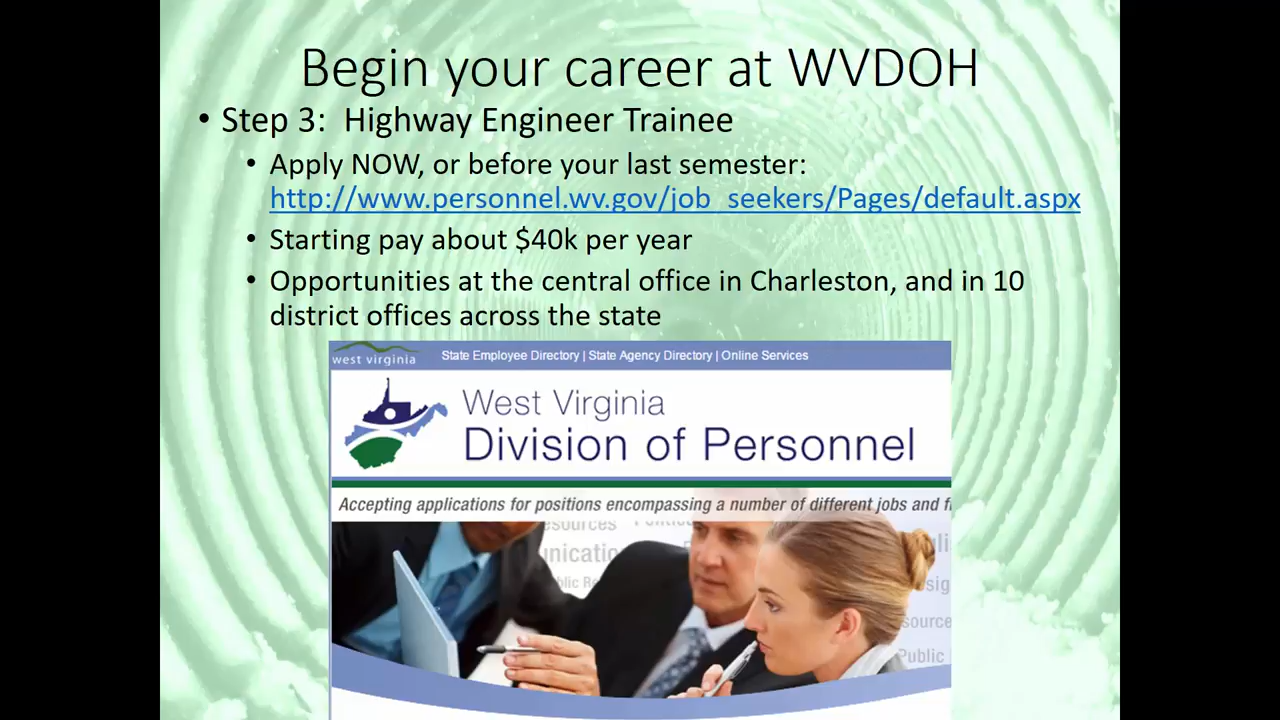 Begin your career at WVDOH
• Step 3: Highway Engineer Trainee
• Apply NOW, or before your last semester:
http://www.personnel.wv.gov/job_seekers/Pages/default.aspx
• Starting pay about $40k per year
• Opportunities at the central office in Charleston, and in 10
district offices across the state
west virginia
State Employee Directory | State Agency Directory | Online Services
West Virginia
Division of Personnel
Accepting applications for positions encompassing a number of different jobs and
Public